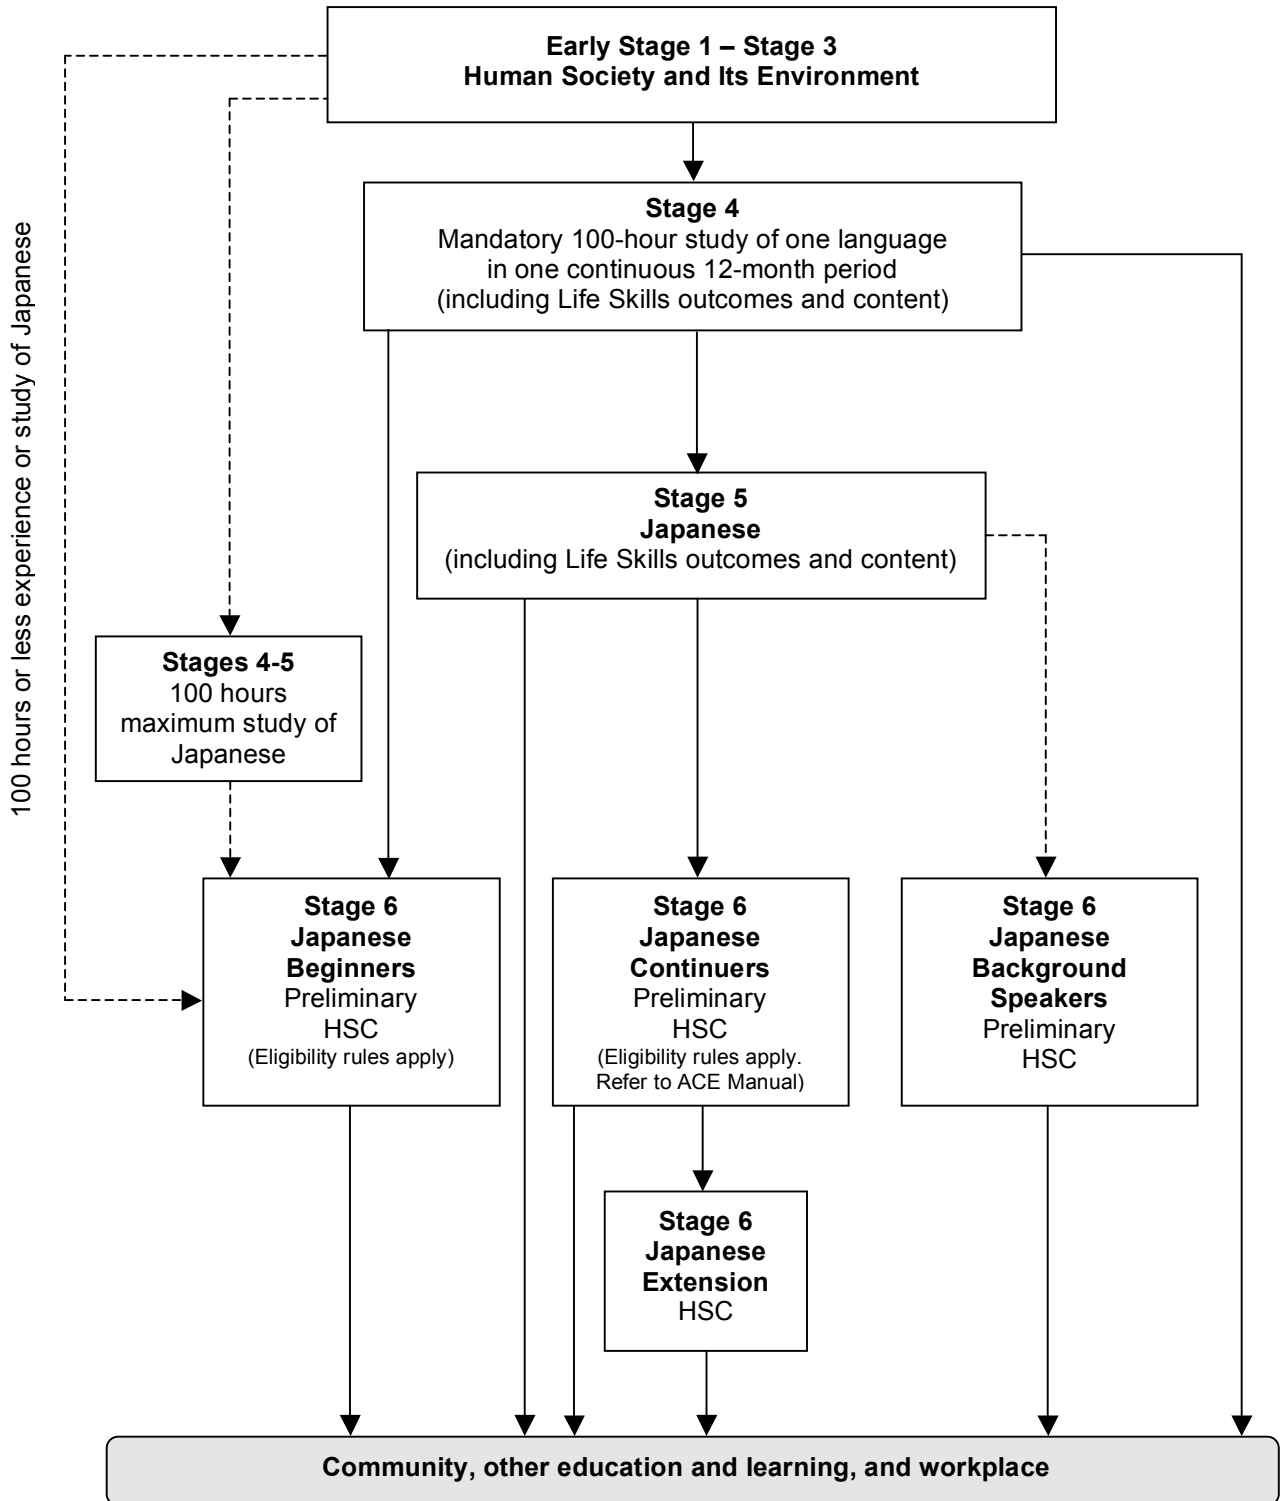 Early Stage 1 – Stage 3
Human Society and Its Environment
Stage 4
Mandatory 100-hour study of one language
in one continuous 12-month period
(including Life Skills outcomes and content)
100 hours or less experience or study of Japanese
Stage 5
Japanese
(including Life Skills outcomes and content)
Stages 4-5
100 hours
maximum study of
Japanese
Stage 6
Japanese
Beginners
Preliminary
HSC
(Eligibility rules apply)
Stage 6
Japanese
Continuers
Preliminary
HSC
(Eligibility rules apply.
Refer to ACE Manual)
Stage 6
Japanese
Background
Speakers
Preliminary
HSC
Stage 6
Japanese
Extension
HSC
Community, other education and learning, and workplace